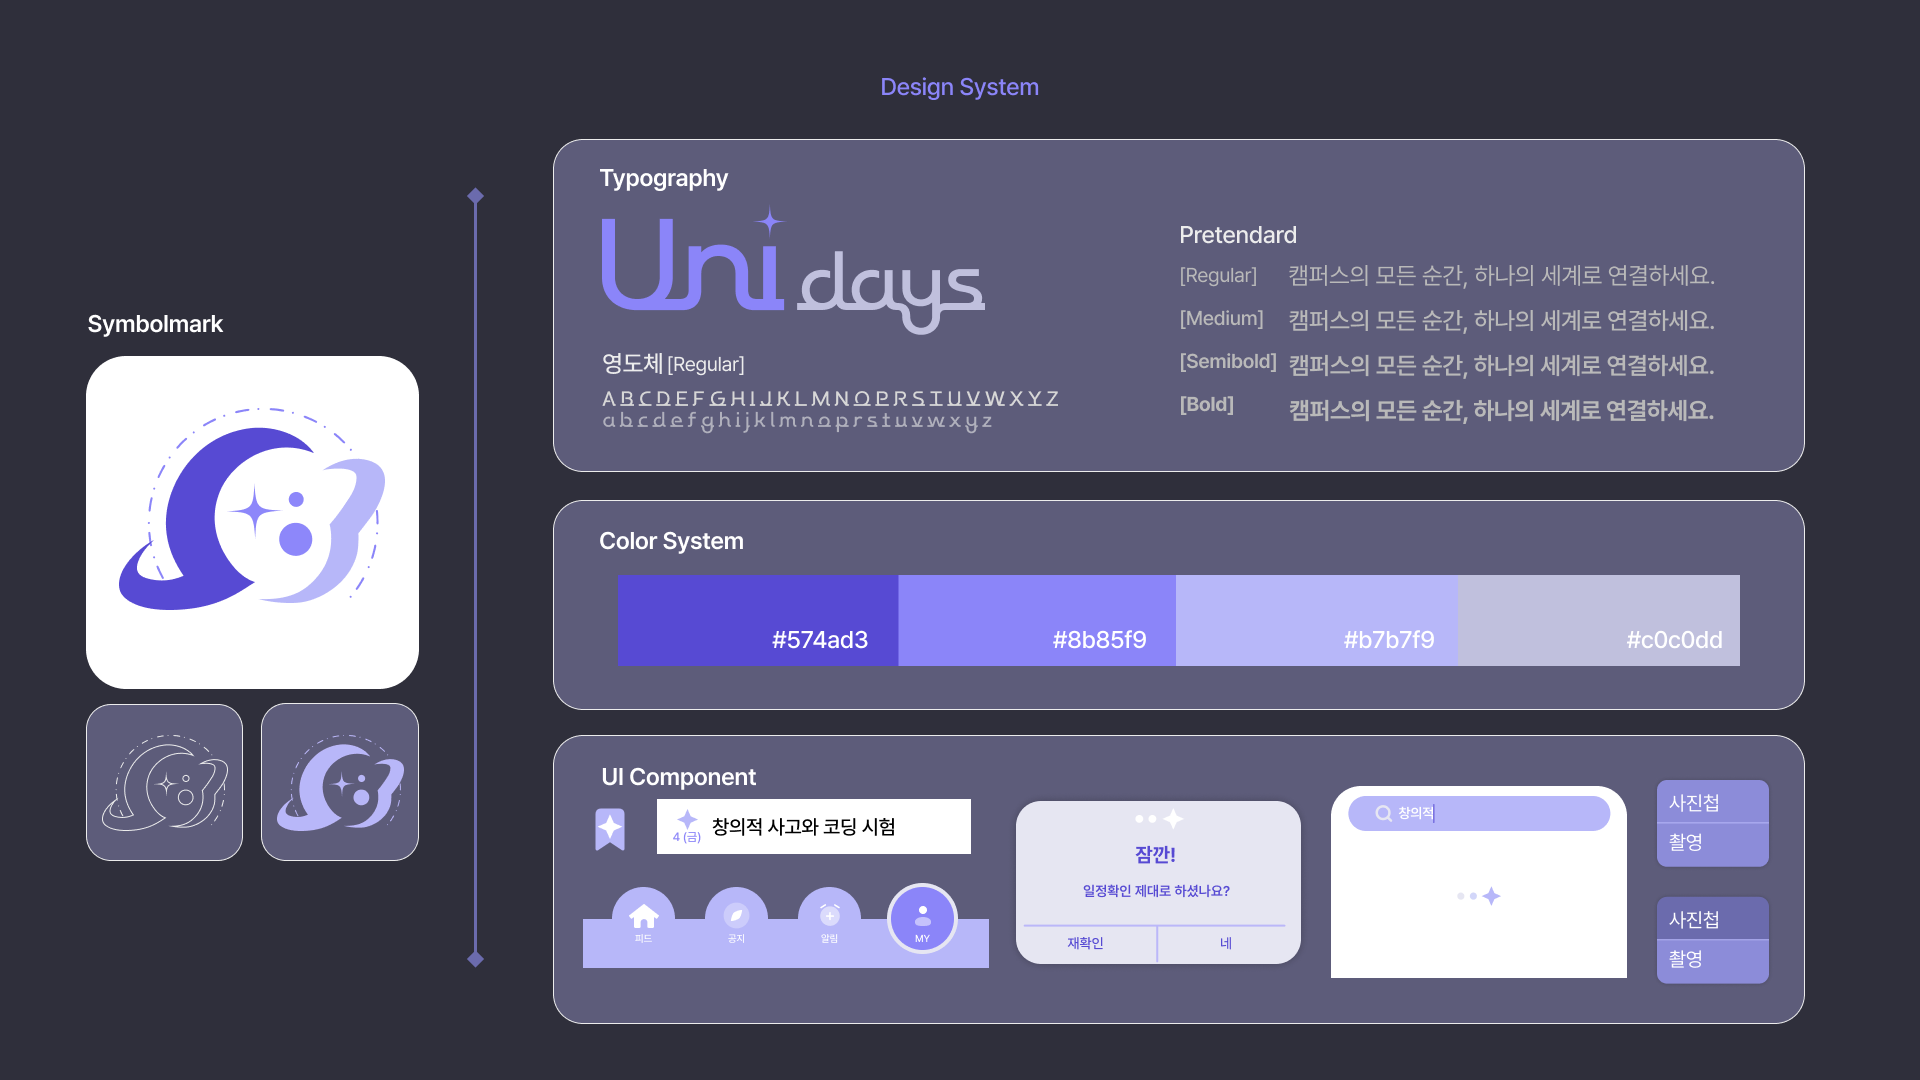 Design System
Symbolmark
Typography
Uni days
영도체 [Regular]
A B C D E F G H I J K L M N O P R S T U V W X Y Z
a b c d e f g h i j k l m n o p r s t u v w x y z
Pretendard
[Regular] 캠퍼스의 모든 순간, 하나의 세계로 연결하세요.
[Medium] 캠퍼스의 모든 순간, 하나의 세계로 연결하세요.
[Semibold] 캠퍼스의 모든 순간, 하나의 세계로 연결하세요.
[Bold] 캠퍼스의 모든 순간, 하나의 세계로 연결하세요.
Color System
#574ad3
#8b85f9
#b7b7f9
#c0c0dd
UI Component
4 (금)
창의적 사고와 코딩 시험
피드
공지
알림
MY
잠깐!
일정확인 제대로 하셨나요?
재확인
네
창의적
사진첩
촬영
사진첩
촬영